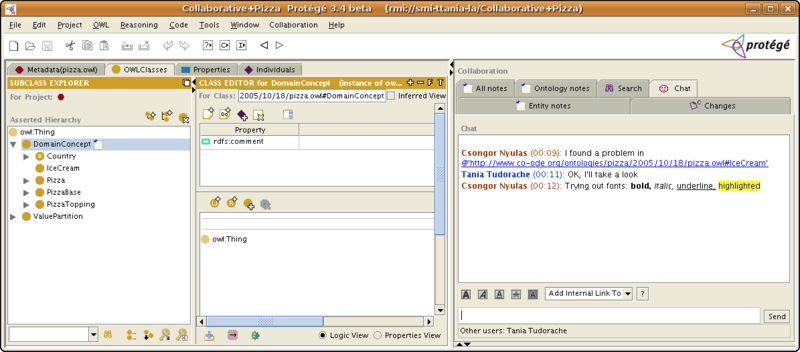 Collaborative+Pizza Protégé 3.4 beta (rmi://smi-ttania-la/Collaborative+Pizza)
File Edit Project OWL Reasoning Code Tools Window Collaboration Help
protégé
Metadata(pizza.owl) OWLClasses Properties Individuals
SUBCLASS EXPLORER
For Project:
Asserted Hierarchy
owl:Thing
DomainConcept
Country
IceCream
Pizza
PizzaBase
PizzaTopping
ValuePartition
CLASS EDITOR for DomainConcept (instance of ow
For Class: 2005/10/18/pizza.owl#DomainConcept Inferred View
Property
rdfs:comment
owl:Thing
Logic View Properties View
Collaboration
All notes Ontology notes Search Chat
Entity notes Changes
Chat
Csongor Nyulas (00:09): I found a problem in
@'http://www.co-ode.org/ontologies/pizza/2005/10/18/pizza.owl#IceCream'
Tania Tudorache (00:11): OK, I'll take a look
Csongor Nyulas (00:12): Trying out fonts: bold, italic, underline, highlighted
A A A A A Add Internal Link To ?
Send
Other users: Tania Tudorache